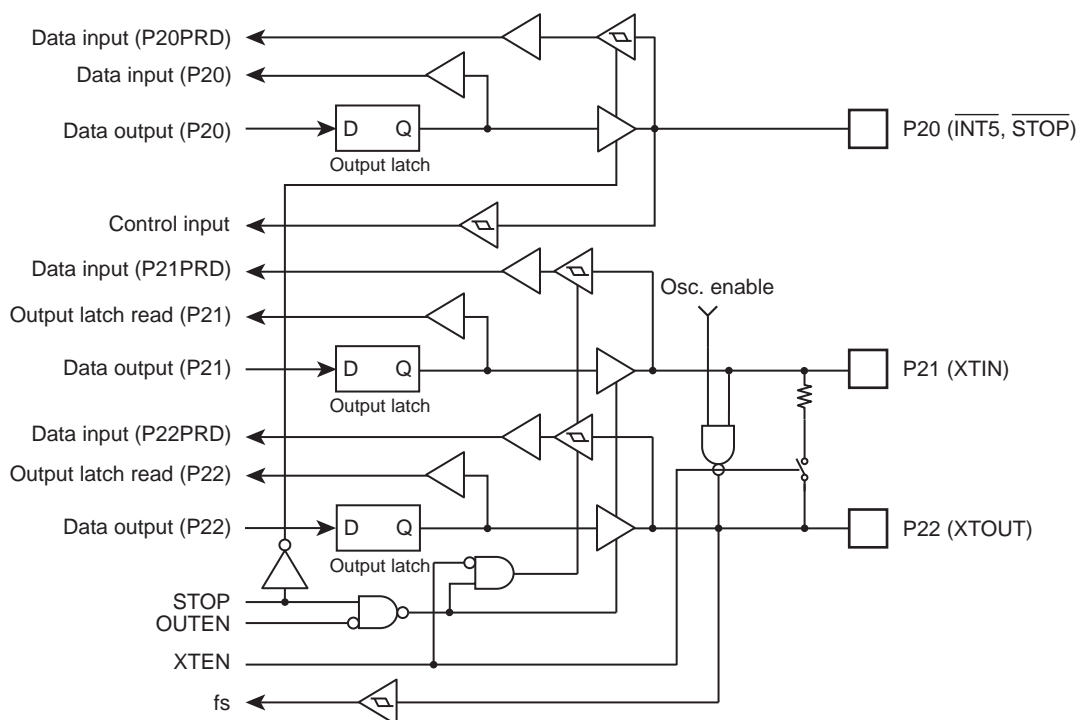 Data input (P20PRD)
Data input (P20)
Data output (P20)
D Q
Output latch
P20 (INT5, STOP)
Control input
Data input (P21PRD)
Osc. enable
Output latch read (P21)
Data output (P21)
D Q
Output latch
P21 (XTIN)
Data input (P22PRD)
Output latch read (P22)
Data output (P22)
D Q
Output latch
P22 (XTOUT)
STOP
OUTEN
XTEN
fs